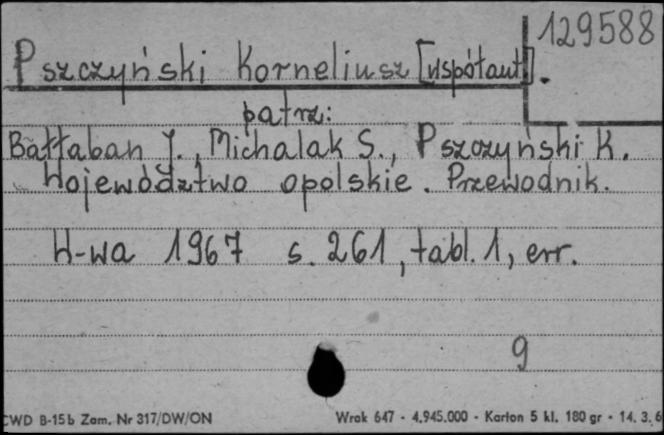 129588
Pszczyński Korneliusz [współaut.].
patrz:
Bałłaban J., Michalak S., Pszczyński K.
Województwo opolskie. Przewodnik.
W-wa 1967 s. 261, tabl. 1, err.
9
CWD B-15b Zam. Nr 317/DW/ON Wrak 647 - 4.945.000 - Karton 5 kl. 180 gr - 14.3.6